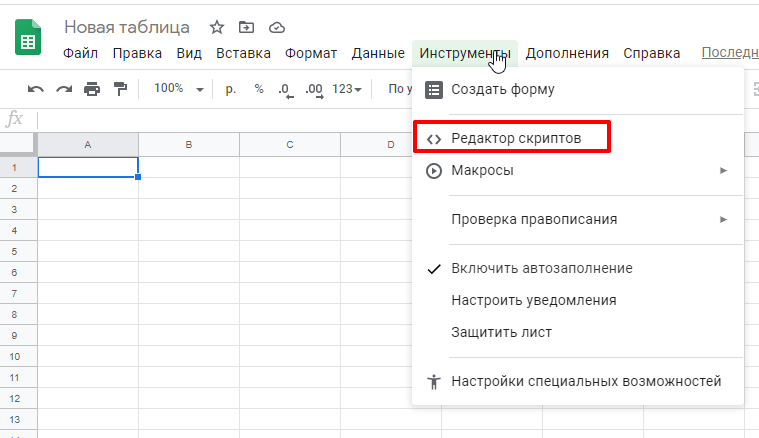 Новая таблица
Файл Правка Вид Вставка Формат Данные Инструменты Дополнения Справка Последн
100% р. % .0 .00 123 По у
fx
A B C D
1
2
3
4
5
6
7
8
9
10
11
12
13
14
Создать форму
Редактор скриптов
Макросы
Проверка правописания
Включить автозаполнение
Настроить уведомления
Защитить лист
Настройки специальных возможностей